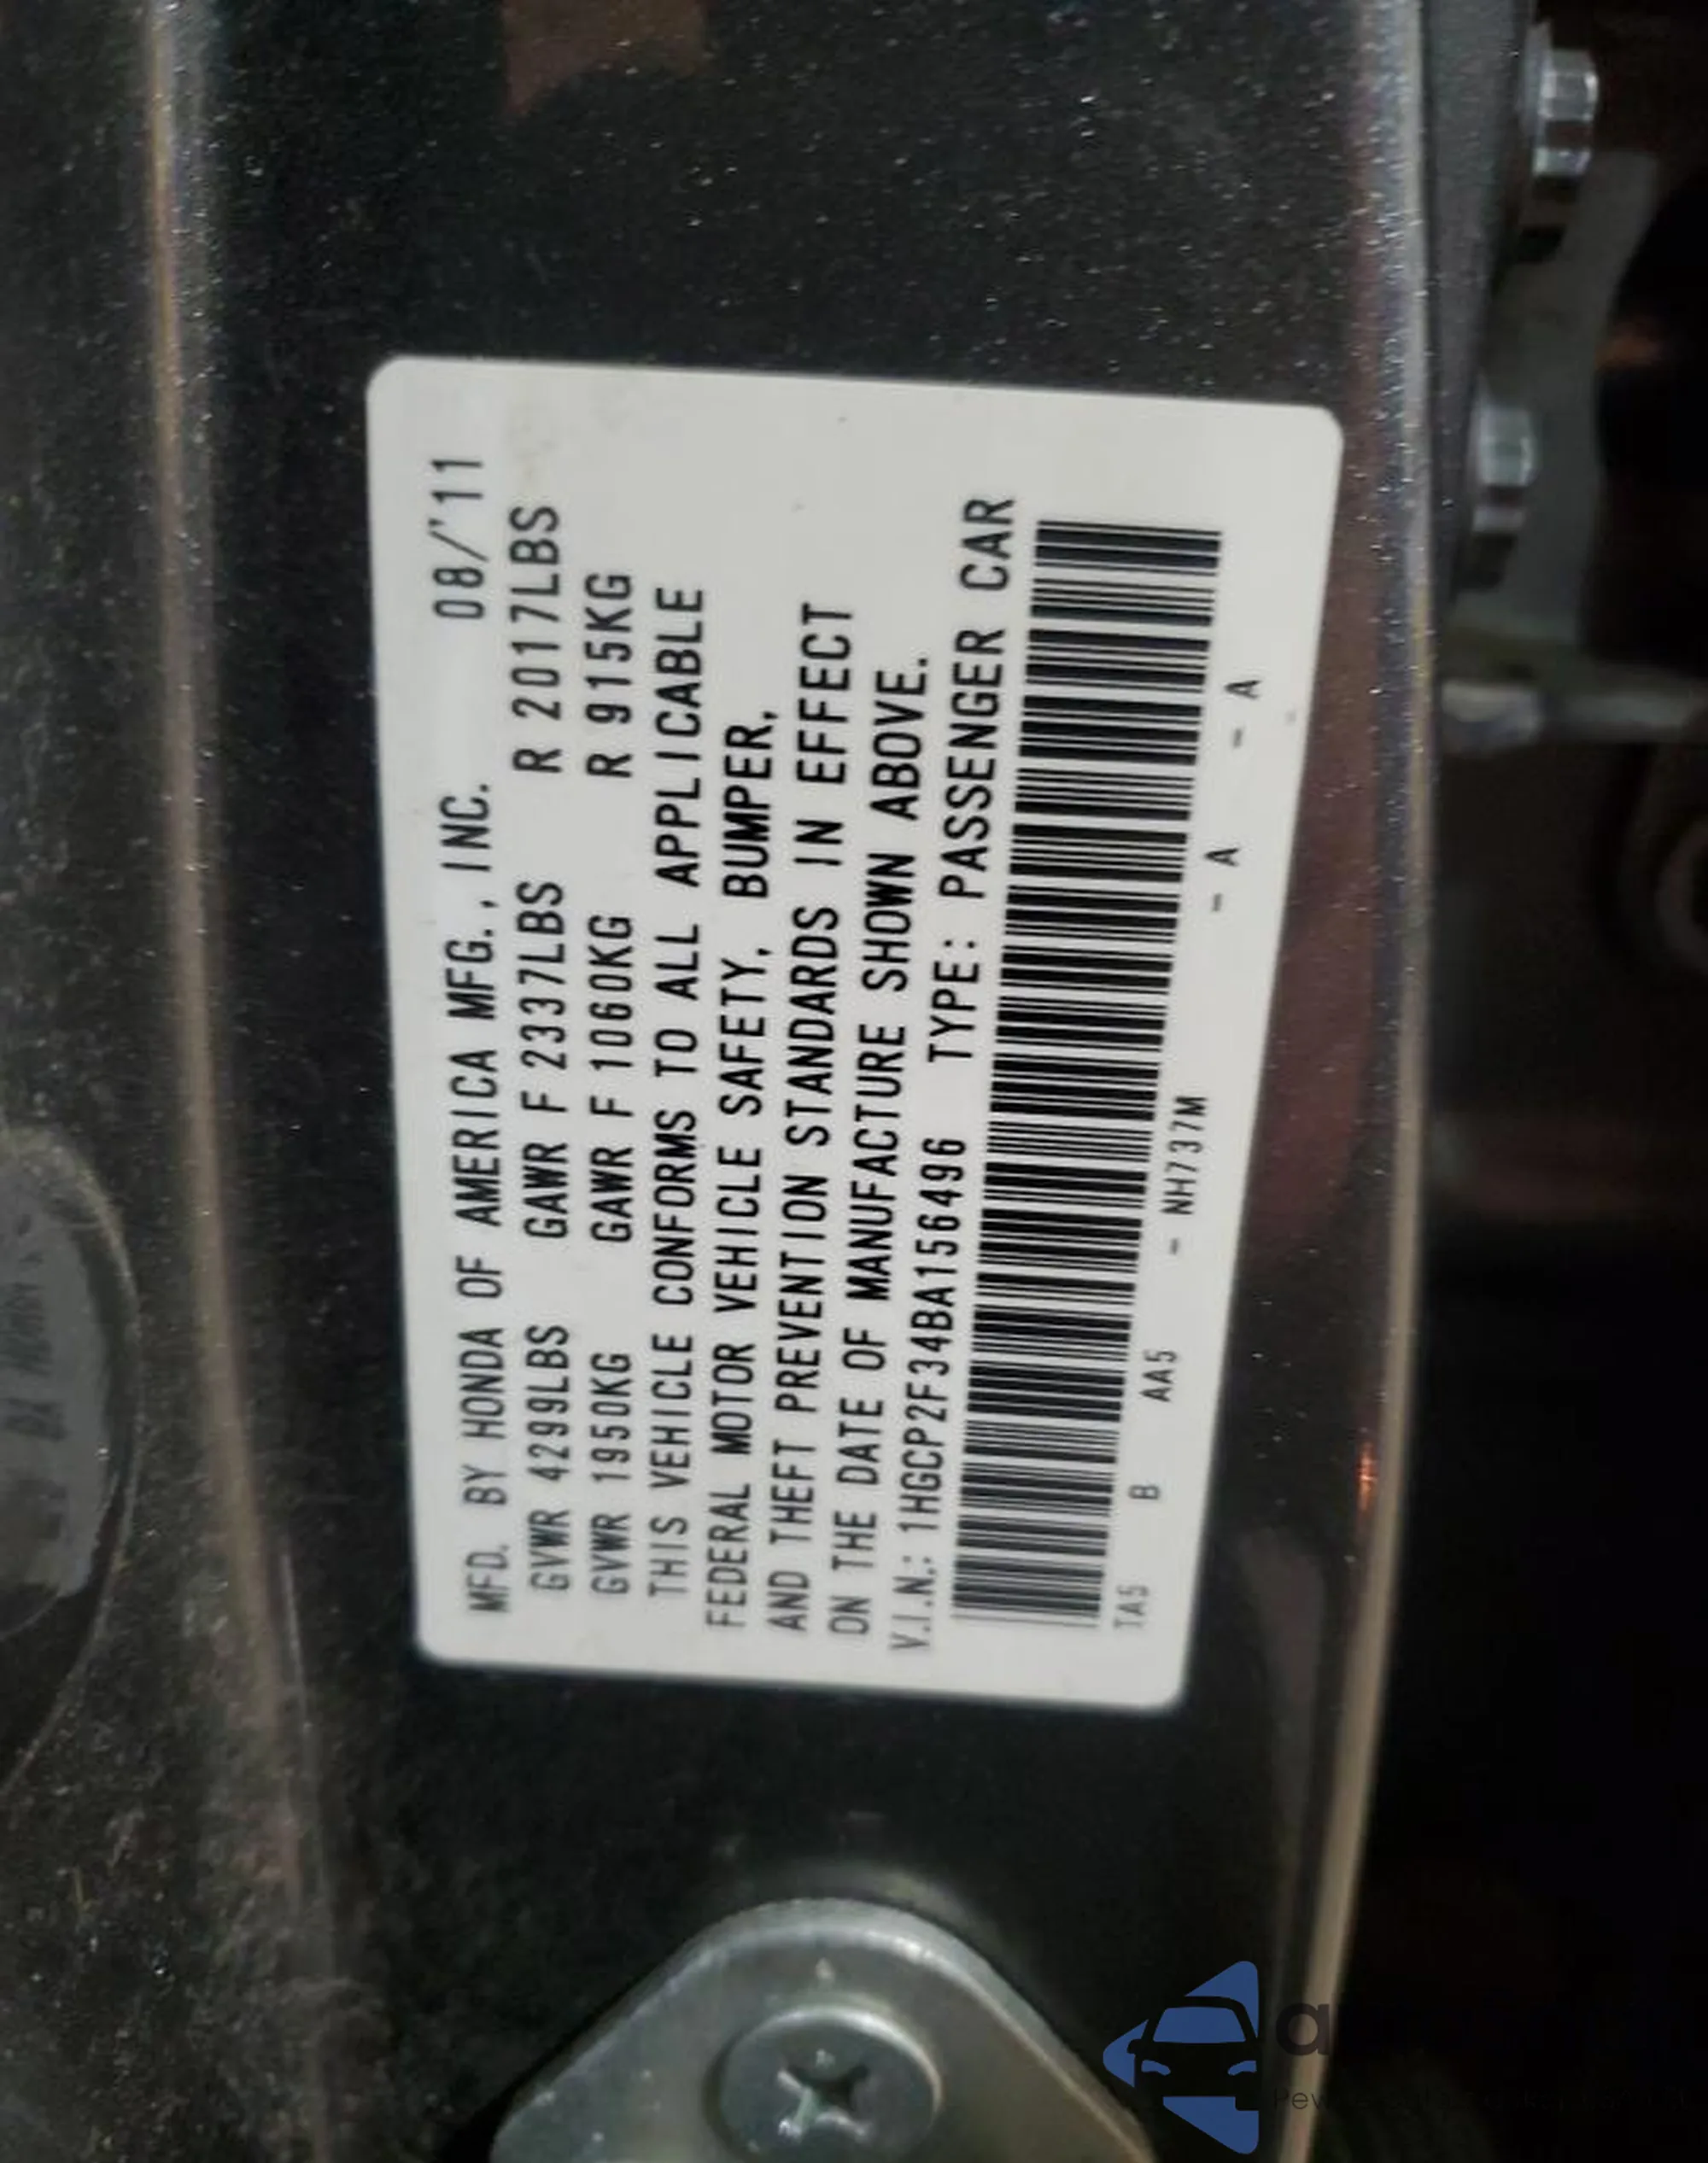 MFD. BY HONDA OF AMERICA MFG., INC. 08/'11
GVWR 4299LBS GAWR F 2337LBS R 2017LBS
GVWR 1950KG GAWR F 1060KG R 915KG
THIS VEHICLE CONFORMS TO ALL APPLICABLE
FEDERAL MOTOR VEHICLE SAFETY, BUMPER,
AND THEFT PREVENTION STANDARDS IN EFFECT
ON THE DATE OF MANUFACTURE SHOWN ABOVE.
V.I.N.: 1HGCP2F34BA156496 TYPE: PASSENGER CAR
TA5 B AA5 - NH737M - A - A